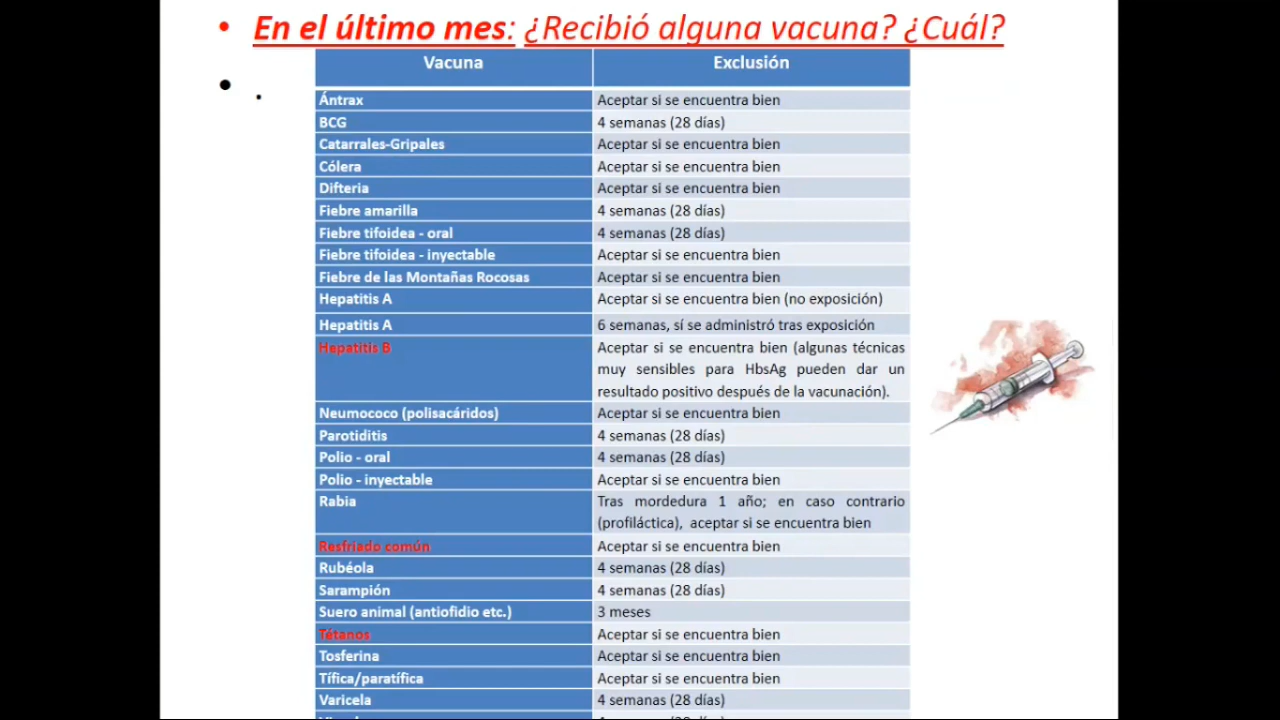 • En el último mes: ¿Recibió alguna vacuna? ¿Cuál?
• .
Vacuna Exclusión
Ántrax Aceptar si se encuentra bien
BCG 4 semanas (28 días)
Catarrales-Gripales Aceptar si se encuentra bien
Cólera Aceptar si se encuentra bien
Difteria Aceptar si se encuentra bien
Fiebre amarilla 4 semanas (28 días)
Fiebre tifoidea - oral 4 semanas (28 días)
Fiebre tifoidea - inyectable Aceptar si se encuentra bien
Fiebre de las Montañas Rocosas Aceptar si se encuentra bien
Hepatitis A Aceptar si se encuentra bien (no exposición)
Hepatitis A 6 semanas, sí se administró tras exposición
Hepatitis B Aceptar si se encuentra bien (algunas técnicas
muy sensibles para HbsAg pueden dar un
resultado positivo después de la vacunación).
Neumococo (polisacáridos) Aceptar si se encuentra bien
Parotiditis 4 semanas (28 días)
Polio - oral 4 semanas (28 días)
Polio - inyectable Aceptar si se encuentra bien
Rabia Tras mordedura 1 año; en caso contrario
(profiláctica), aceptar si se encuentra bien
Resfriado común Aceptar si se encuentra bien
Rubéola 4 semanas (28 días)
Sarampión 4 semanas (28 días)
Suero animal (antiofidio etc.) 3 meses
Tétanos Aceptar si se encuentra bien
Tosferina Aceptar si se encuentra bien
Tífica/paratífica Aceptar si se encuentra bien
Varicela 4 semanas (28 días)